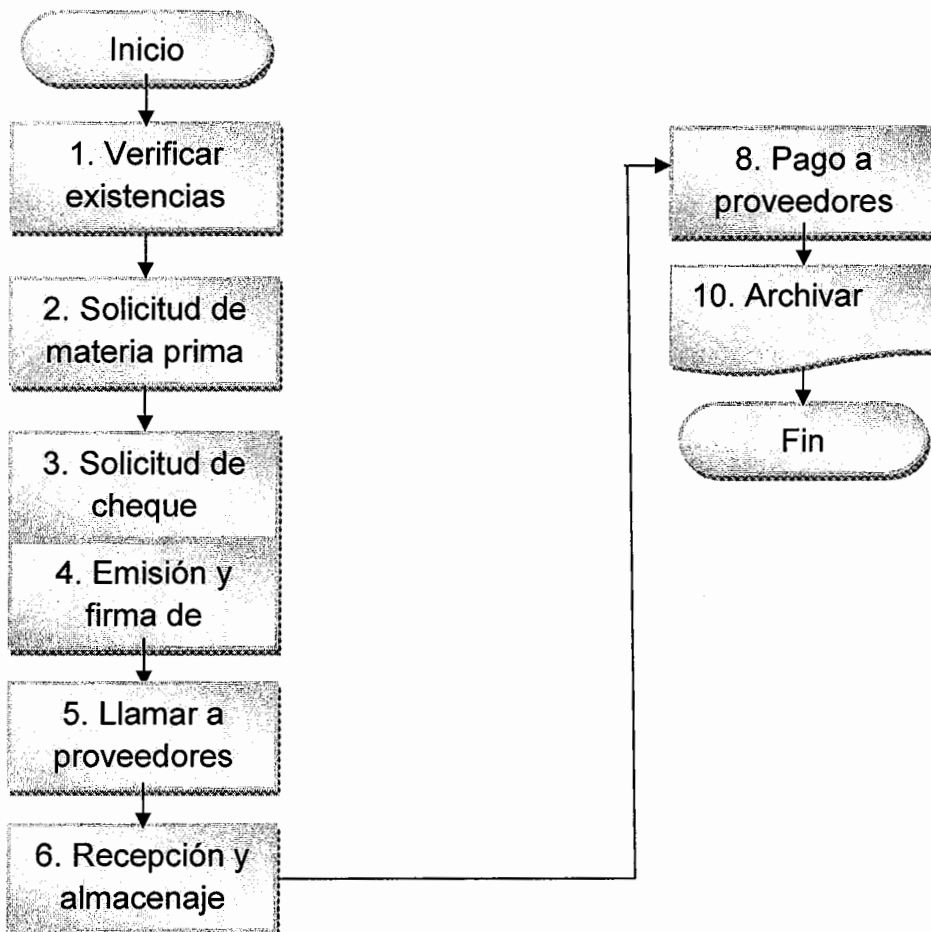 Inicio
1. Verificar
existencias
2. Solicitud de
materia prima
3. Solicitud de
cheque
4. Emisión y
firma de
5. Llamar a
proveedores
6. Recepción y
almacenaje
8. Pago a
proveedores
10. Archivar
Fin